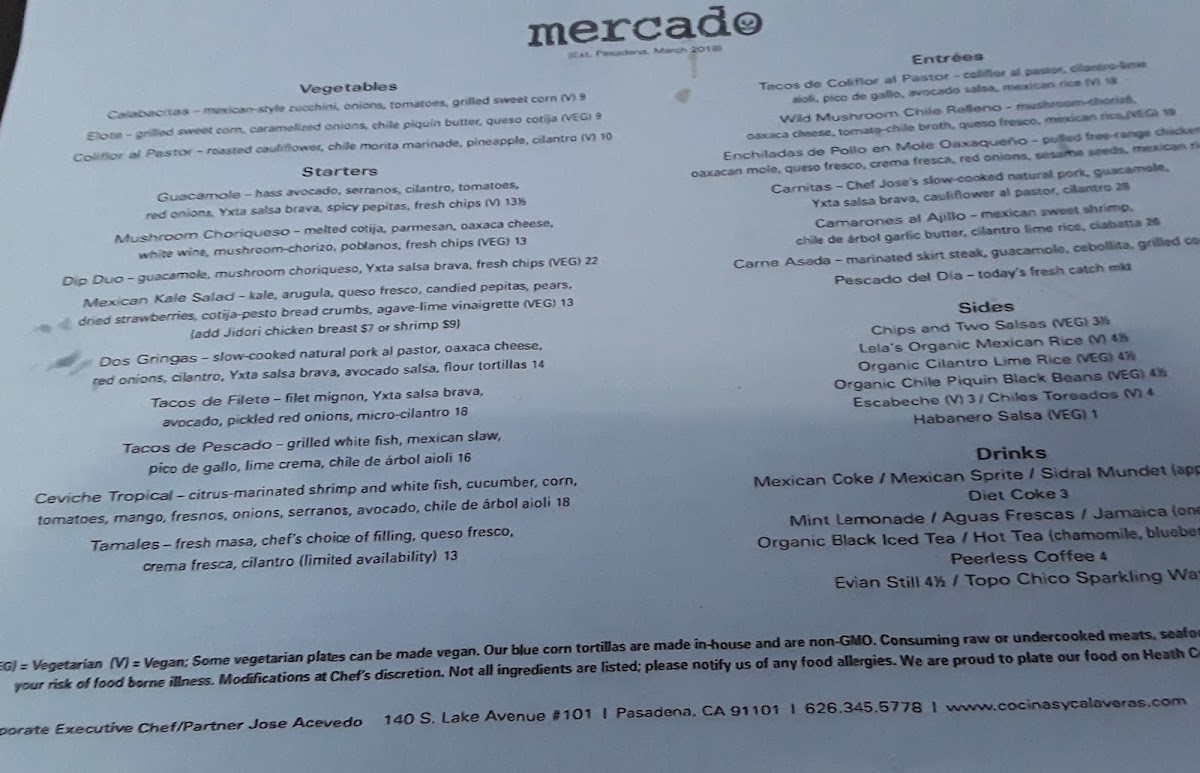 mercado
(Est. Pasadena, March 2018)
Vegetables
Calabacitas – mexican-style zucchini, onions, tomatoes, grilled sweet corn (V) 9
Elote – grilled sweet corn, caramelized onions, chile piquin butter, queso cotija (VEG) 9
Coliflor al Pastor – roasted cauliflower, chile morita marinade, pineapple, cilantro (V) 10
Starters
Guacamole – hass avocado, serranos, cilantro, tomatoes,
red onions, Yxta salsa brava, spicy pepitas, fresh chips (V) 13½
Mushroom Choriqueso – melted cotija, parmesan, oaxaca cheese,
white wine, mushroom-chorizo, poblanos, fresh chips (VEG) 13
Dip Duo – guacamole, mushroom choriqueso, Yxta salsa brava, fresh chips (VEG) 22
Mexican Kale Salad – kale, arugula, queso fresco, candied pepitas, pears,
dried strawberries, cotija-pesto bread crumbs, agave-lime vinaigrette (VEG) 13
(add Jidori chicken breast $7 or shrimp $9)
Dos Gringas – slow-cooked natural pork al pastor, oaxaca cheese,
red onions, cilantro, Yxta salsa brava, avocado salsa, flour tortillas 14
Tacos de Filete – filet mignon, Yxta salsa brava,
avocado, pickled red onions, micro-cilantro 18
Tacos de Pescado – grilled white fish, mexican slaw,
pico de gallo, lime crema, chile de árbol aioli 16
Ceviche Tropical – citrus-marinated shrimp and white fish, cucumber, corn,
tomatoes, mango, fresnos, onions, serranos, avocado, chile de árbol aioli 18
Tamales – fresh masa, chef's choice of filling, queso fresco,
crema fresca, cilantro (limited availability) 13
Entrées
Tacos de Coliflor al Pastor – coliflor al pastor, cilantro-lime
aioli, pico de gallo, avocado salsa, mexican rice (V) 18
Wild Mushroom Chile Relleno – mushroom-choristl,
oaxaca cheese, tomato-chile broth, queso fresco, mexican rice (VEG) 19
Enchiladas de Pollo en Mole Oaxaqueño – pulled free-range chicken
oaxacan mole, queso fresco, crema fresca, red onions, sesame seeds, mexican
Carnitas – Chef Jose's slow-cooked natural pork, guacamole,
Yxta salsa brava, cauliflower al pastor, cilantro 28
Camarones al Ajillo – mexican sweet shrimp,
chile de árbol garlic butter, cilantro lime rice, ciabatta 26
Carne Asada – marinated skirt steak, guacamole, cebollita, grilled
Pescado del Día – today's fresh catch mkt
Sides
Chips and Two Salsas (VEG) 3½
Lela's Organic Mexican Rice (V) 4½
Organic Cilantro Lime Rice (VEG) 4½
Organic Chile Piquin Black Beans (VEG) 4½
Escabeche (V) 3 / Chiles Toreados (V) 4
Habanero Salsa (VEG) 1
Drinks
Mexican Coke / Mexican Sprite / Sidral Mundet (app
Diet Coke 3
Mint Lemonade / Aguas Frescas / Jamaica (one
Organic Black Iced Tea / Hot Tea (chamomile, blueber
Peerless Coffee 4
Evian Still 4½ / Topo Chico Sparkling Wa
EG) = Vegetarian (V) = Vegan; Some vegetarian plates can be made vegan. Our blue corn tortillas are made in-house and are non-GMO. Consuming raw or undercooked meats, seafoo
your risk of food borne illness. Modifications at Chef's discretion. Not all ingredients are listed; please notify us of any food allergies. We are proud to plate our food on Heath C
porate Executive Chef/Partner Jose Acevedo 140 S. Lake Avenue #101 I Pasadena, CA 91101 I 626.345.5778 I www.cocinasycalaveras.com